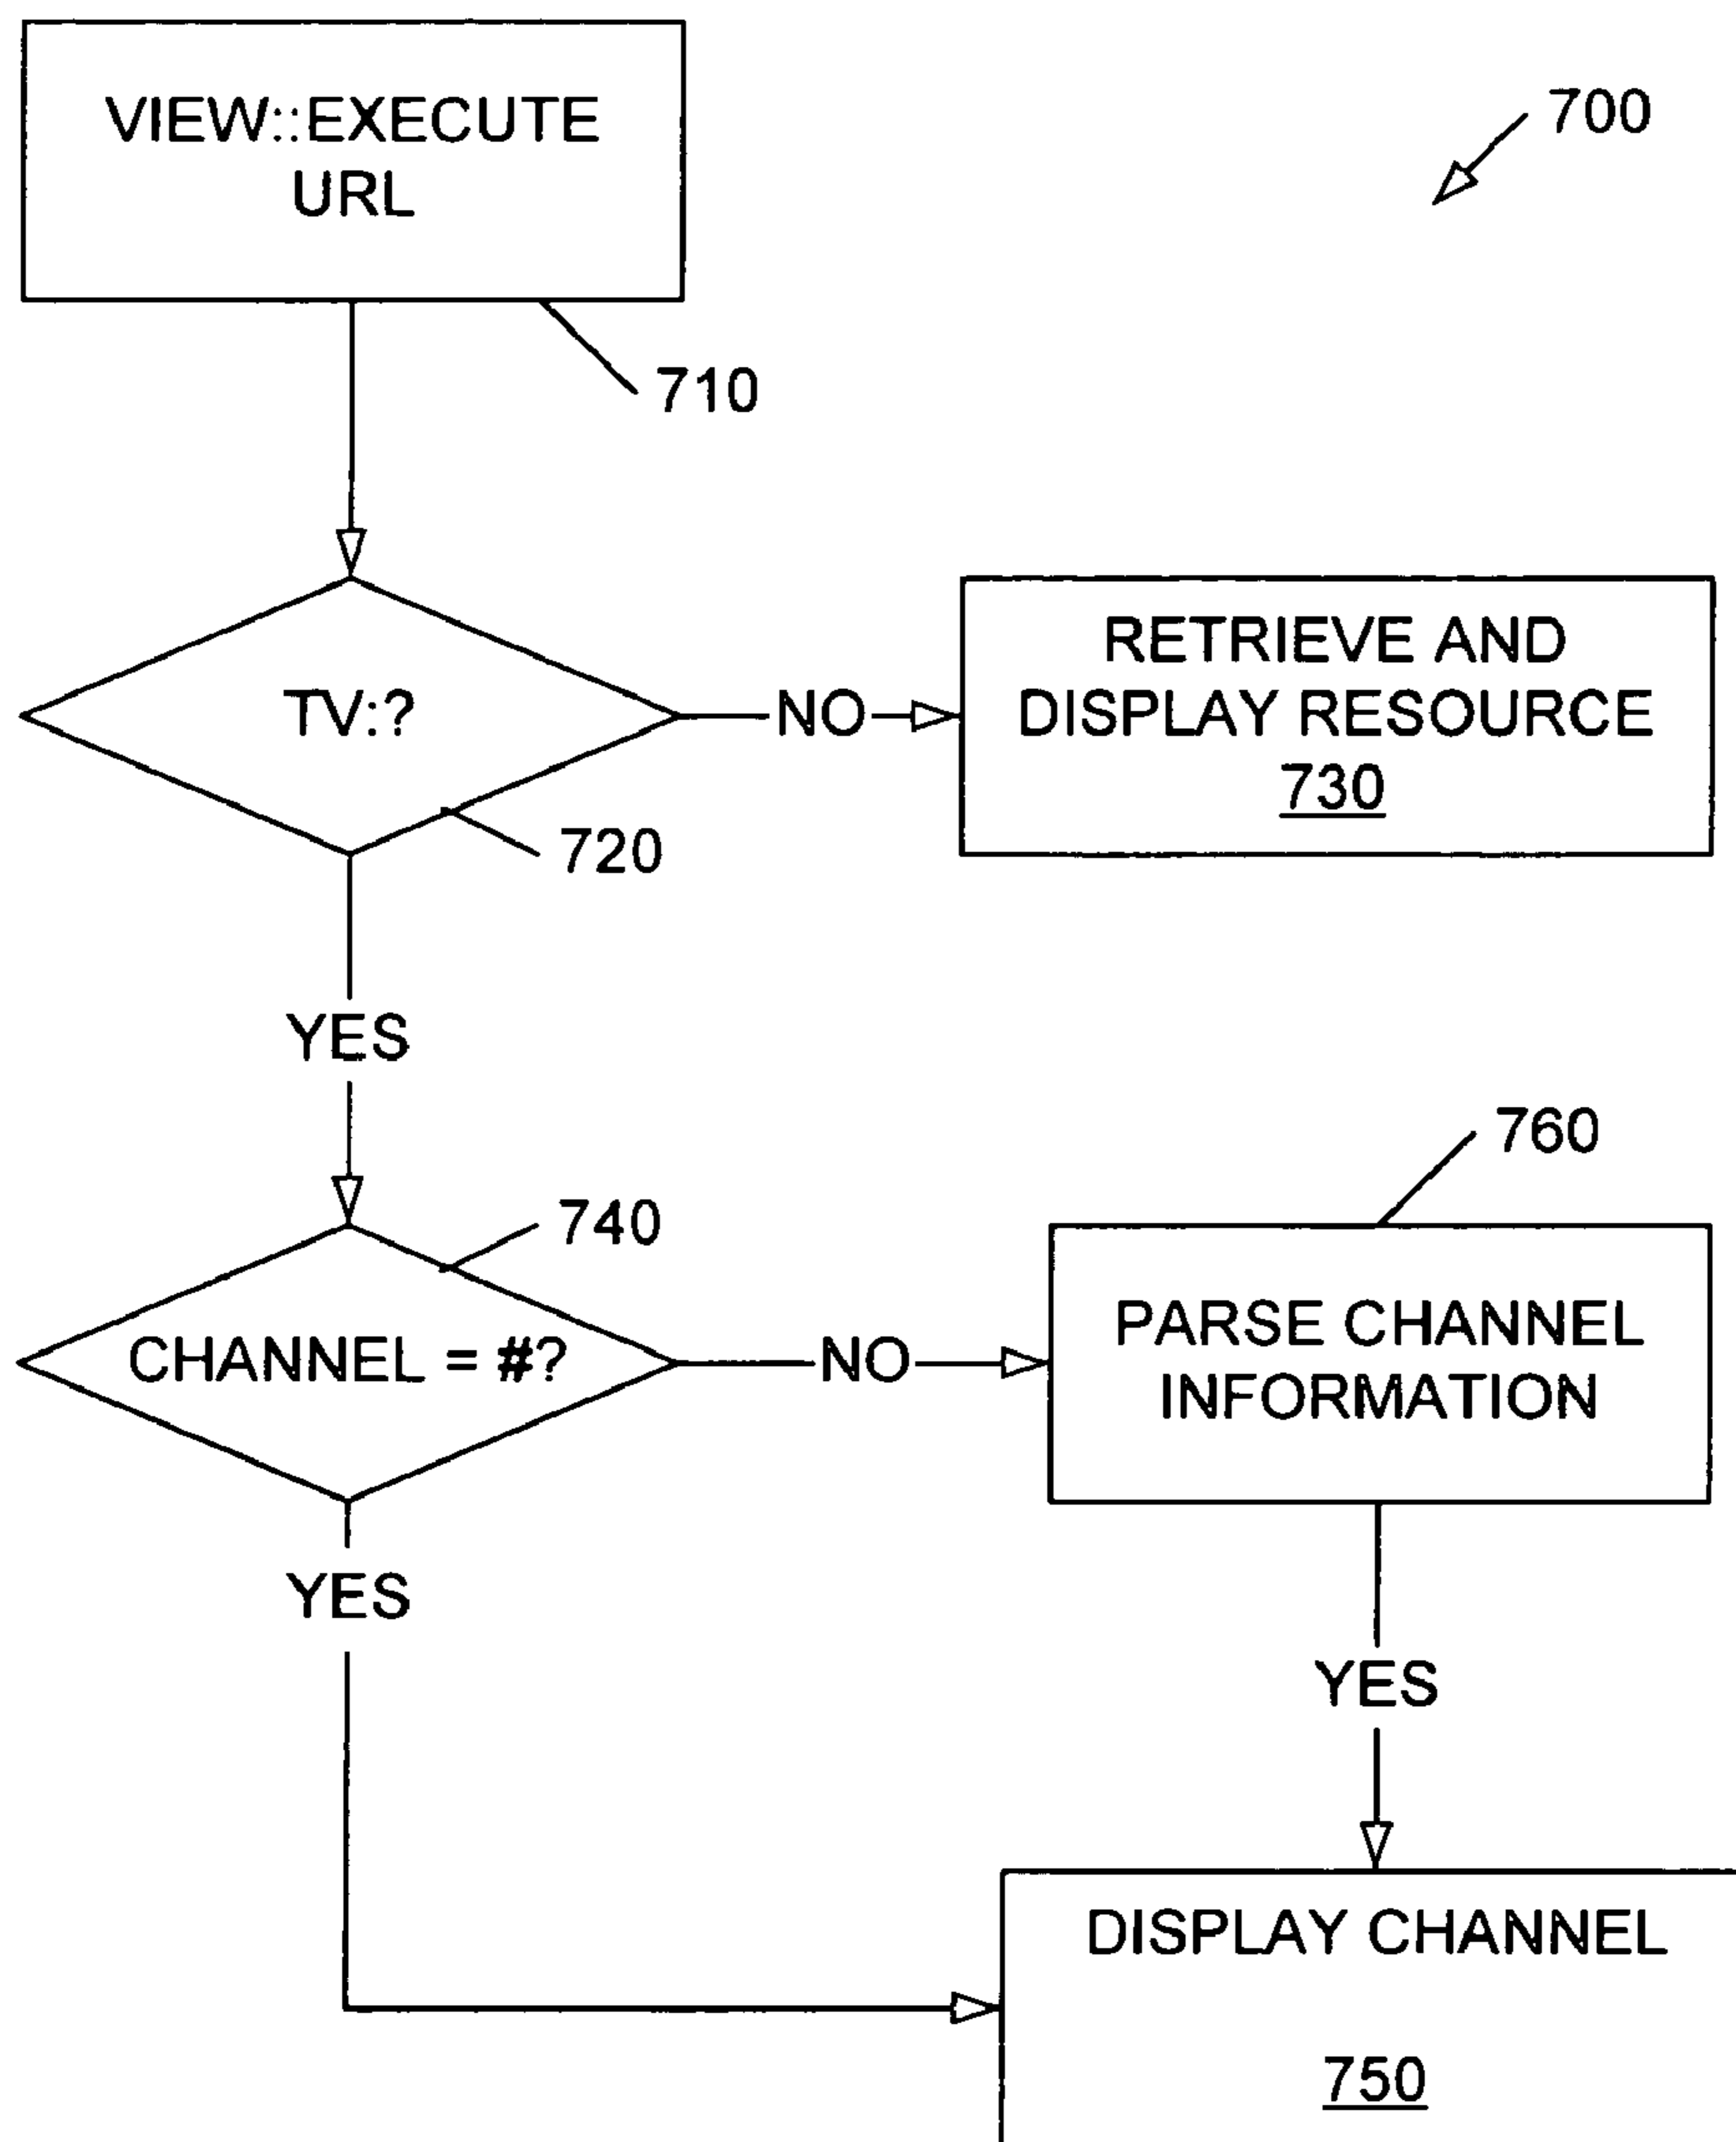 VIEW::EXECUTE
URL
700
710
TV:?
NO
RETRIEVE AND
DISPLAY RESOURCE
730
720
YES
760
740
CHANNEL = #?
NO
PARSE CHANNEL
INFORMATION
YES
YES
DISPLAY CHANNEL
750